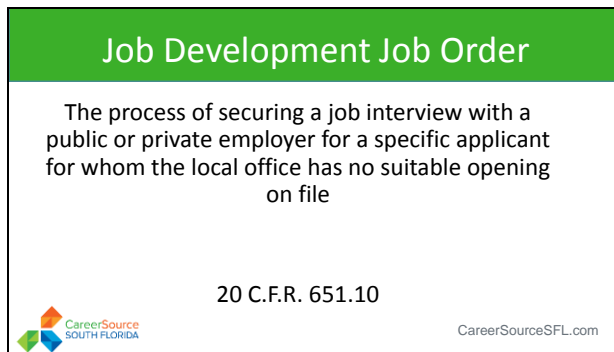 Job Development Job Order
The process of securing a job interview with a
public or private employer for a specific applicant
for whom the local office has no suitable opening
on file
20 C.F.R. 651.10
CareerSource
SOUTH FLORIDA
CareerSourceSFL.com